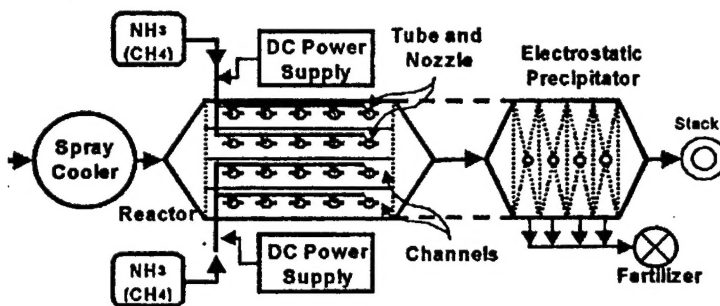 NH3
(CH4)
DC Power
Supply
Tube and
Nozzle
Electrostatic
Precipitator
Spray
Cooler
Stack
Reactor
NH3
(CH4)
DC Power
Supply
Channels
Fartilizer